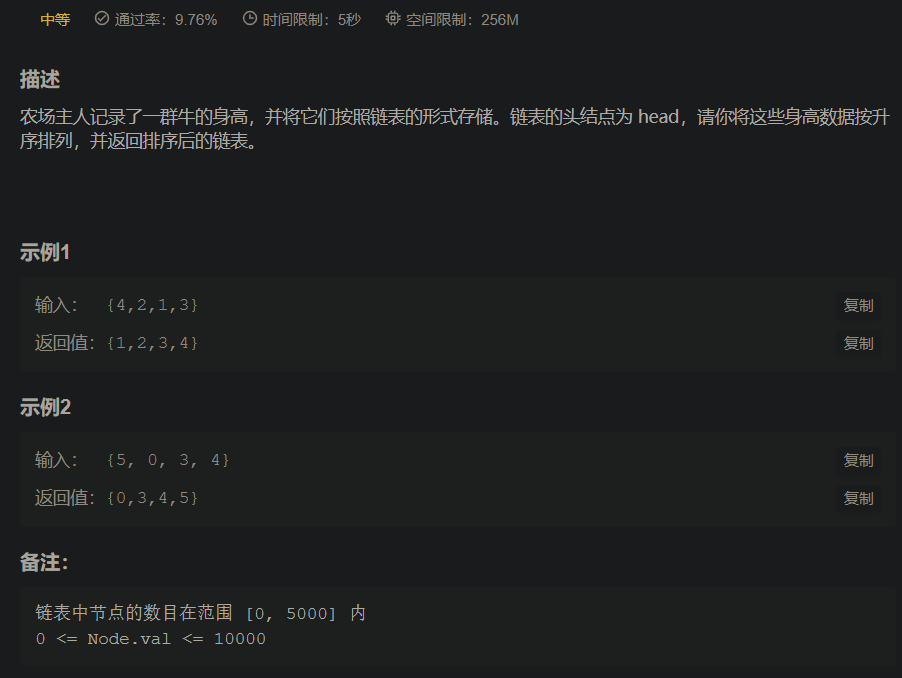 中等 通过率：9.76% 时间限制：5秒 空间限制：256M
描述
农场主人记录了一群牛的身高，并将它们按照链表的形式存储。链表的头结点为 head，请你将这些身高数据按升
序排列，并返回排序后的链表。
示例1
输入： {4,2,1,3} 复制
返回值：{1,2,3,4} 复制
示例2
输入： {5, 0, 3, 4} 复制
返回值：{0,3,4,5} 复制
备注：
链表中节点的数目在范围 [0, 5000] 内
0 <= Node.val <= 10000